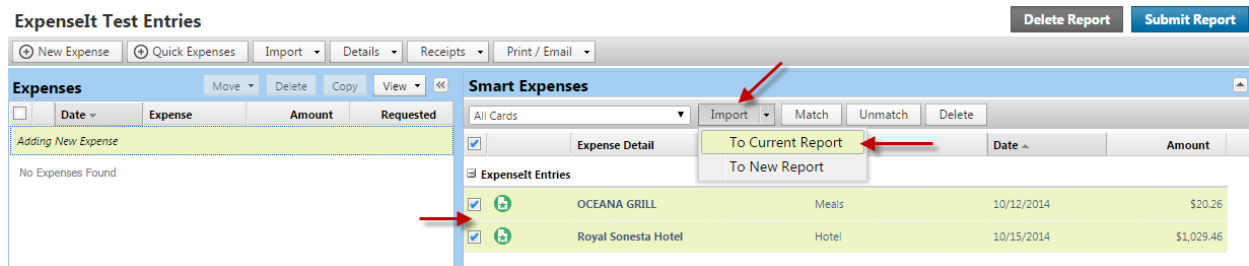 ExpenseIt Test Entries
Delete Report Submit Report
New Expense Quick Expenses Import Details Receipts Print / Email
Expenses Move Delete Copy View
Date Expense Amount Requested
Adding New Expense
No Expenses Found
Smart Expenses
All Cards Import Match Unmatch Delete
To Current Report
To New Report
Expense Detail Date Amount
ExpenseIt Entries
OCEANA GRILL Meals 10/12/2014 $20.26
Royal Sonesta Hotel Hotel 10/15/2014 $1,029.46